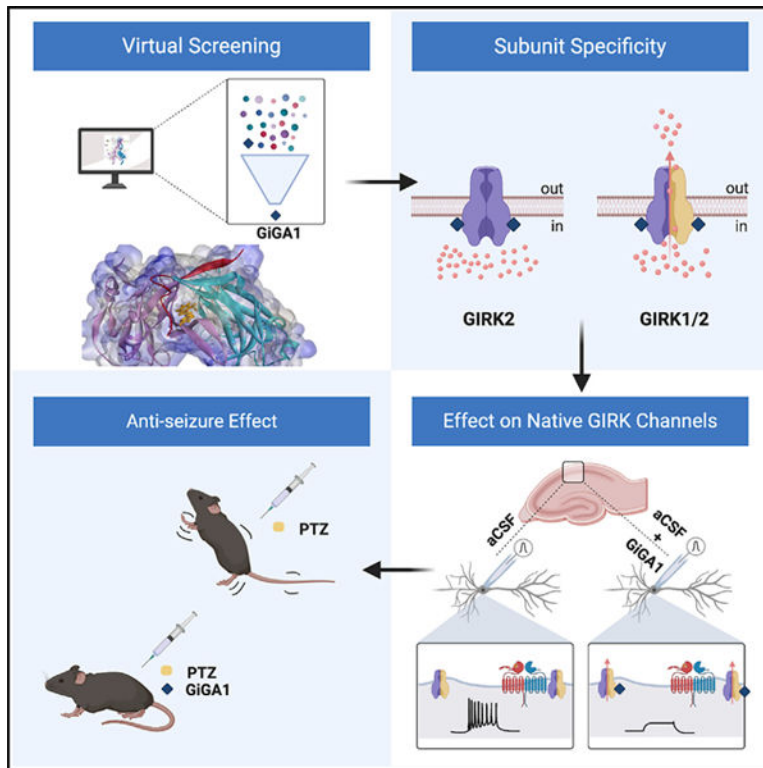 Virtual Screening
GiGA1
Subunit Specificity
out
in
GIRK2
out
in
GIRK1/2
Anti-seizure Effect
PTZ
PTZ
GiGA1
Effect on Native GIRK Channels
aCSF
aCSF
+
GiGA1